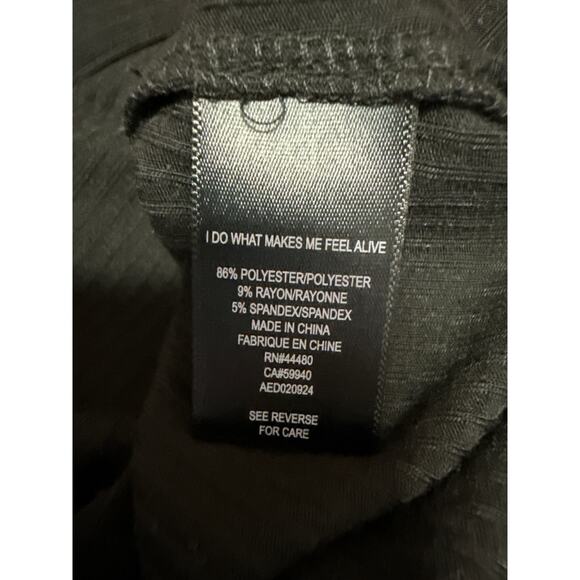 I DO WHAT MAKES ME FEEL ALIVE
86% POLYESTER/POLYESTER
9% RAYON/RAYONNE
5% SPANDEX/SPANDEX
MADE IN CHINA
FABRIQUE EN CHINE
RN#44480
CA#59940
AED020924
SEE REVERSE
FOR CARE